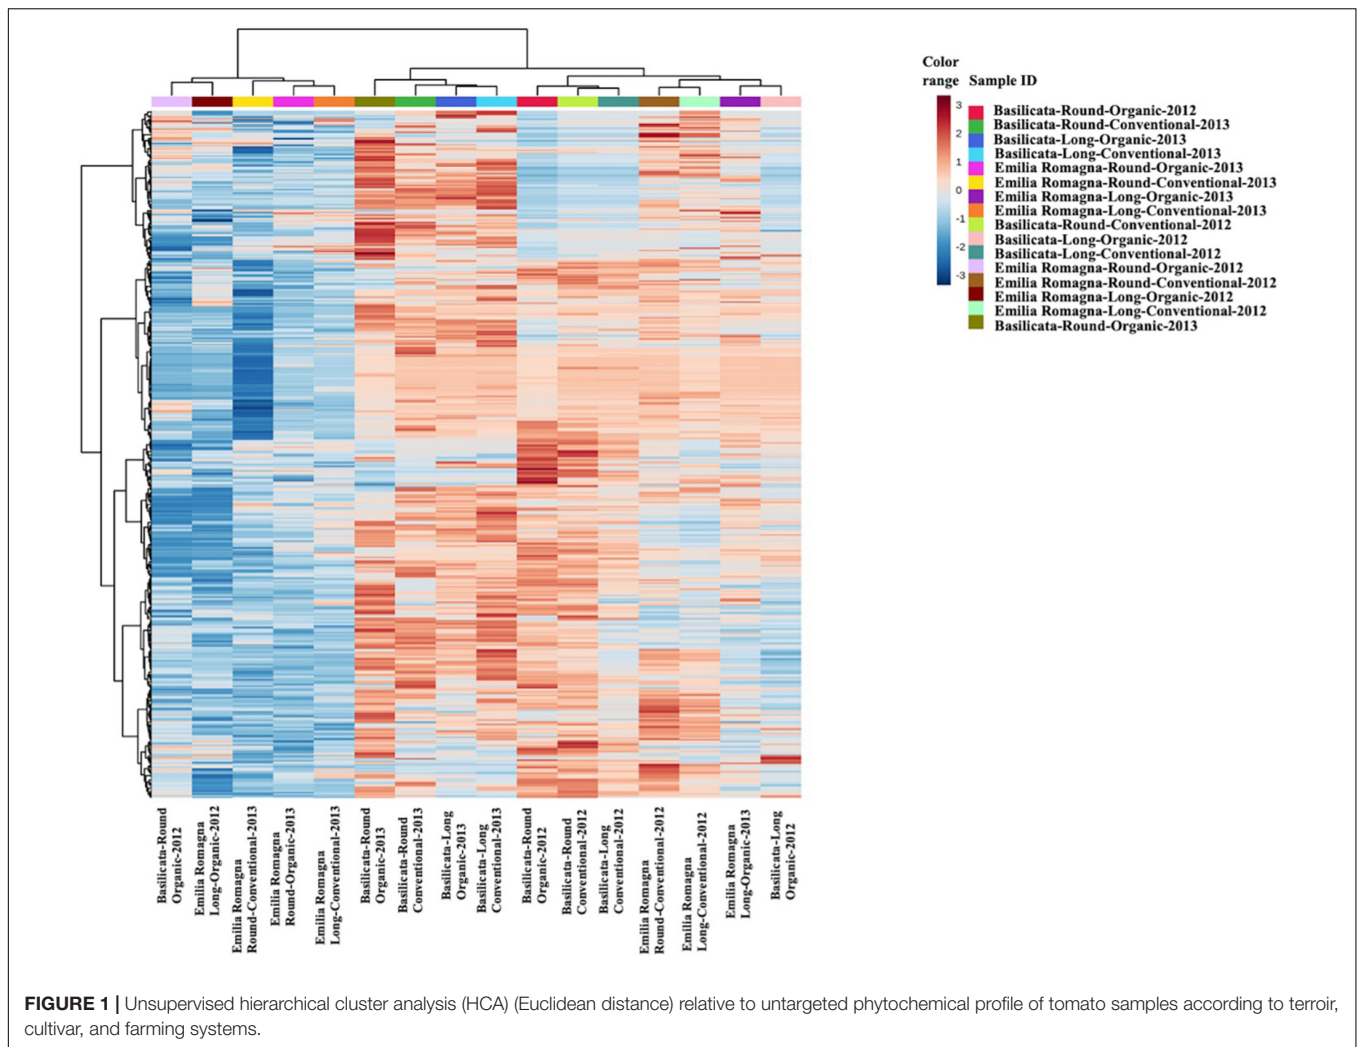 Color
range Sample ID
3
2
1
0
-1
-2
-3
Basilicata-Round-Organic-2012
Basilicata-Round-Conventional-2013
Basilicata-Long-Organic-2013
Basilicata-Long-Conventional-2013
Emilia Romagna-Round-Organic-2013
Emilia Romagna-Round-Conventional-2013
Emilia Romagna-Long-Organic-2013
Emilia Romagna-Long-Conventional-2013
Basilicata-Round-Conventional-2012
Basilicata-Long-Organic-2012
Basilicata-Long-Conventional-2012
Emilia Romagna-Round-Organic-2012
Emilia Romagna-Round-Conventional-2012
Emilia Romagna-Long-Organic-2012
Emilia Romagna-Long-Conventional-2012
Basilicata-Round-Organic-2013
Basilicata-Round
Organic-2012
Emilia Romagna
Long-Organic-2012
Emilia Romagna
Round-Conventional-2013
Emilia Romagna
Round-Organic-2013
Emilia Romagna
Long-Conventional-2013
Basilicata-Round
Organic-2013
Basilicata-Round
Conventional-2013
Basilicata-Long
Organic-2013
Basilicata-Long
Conventional-2013
Basilicata-Round
Organic-2012
Basilicata-Round
Conventional-2012
Basilicata-Long
Conventional-2012
Emilia Romagna
Round-Conventional-2012
Emilia Romagna
Long-Conventional-2012
Emilia Romagna
Long-Organic-2013
Basilicata-Long
Organic-2012
FIGURE 1 | Unsupervised hierarchical cluster analysis (HCA) (Euclidean distance) relative to untargeted phytochemical profile of tomato samples according to terroir,
cultivar, and farming systems.